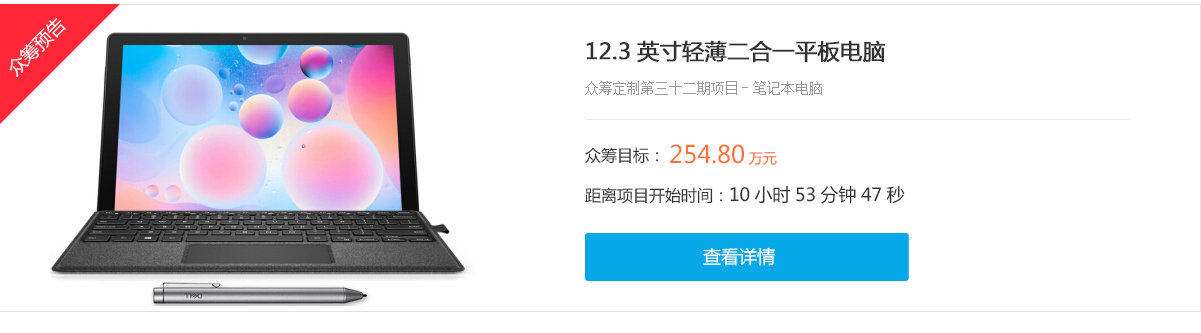 众筹预告
12.3 英寸轻薄二合一平板电脑
众筹定制第三十二期项目 – 笔记本电脑
众筹目标： 254.80 万元
距离项目开始时间：10 小时 53 分钟 47 秒
查看详情